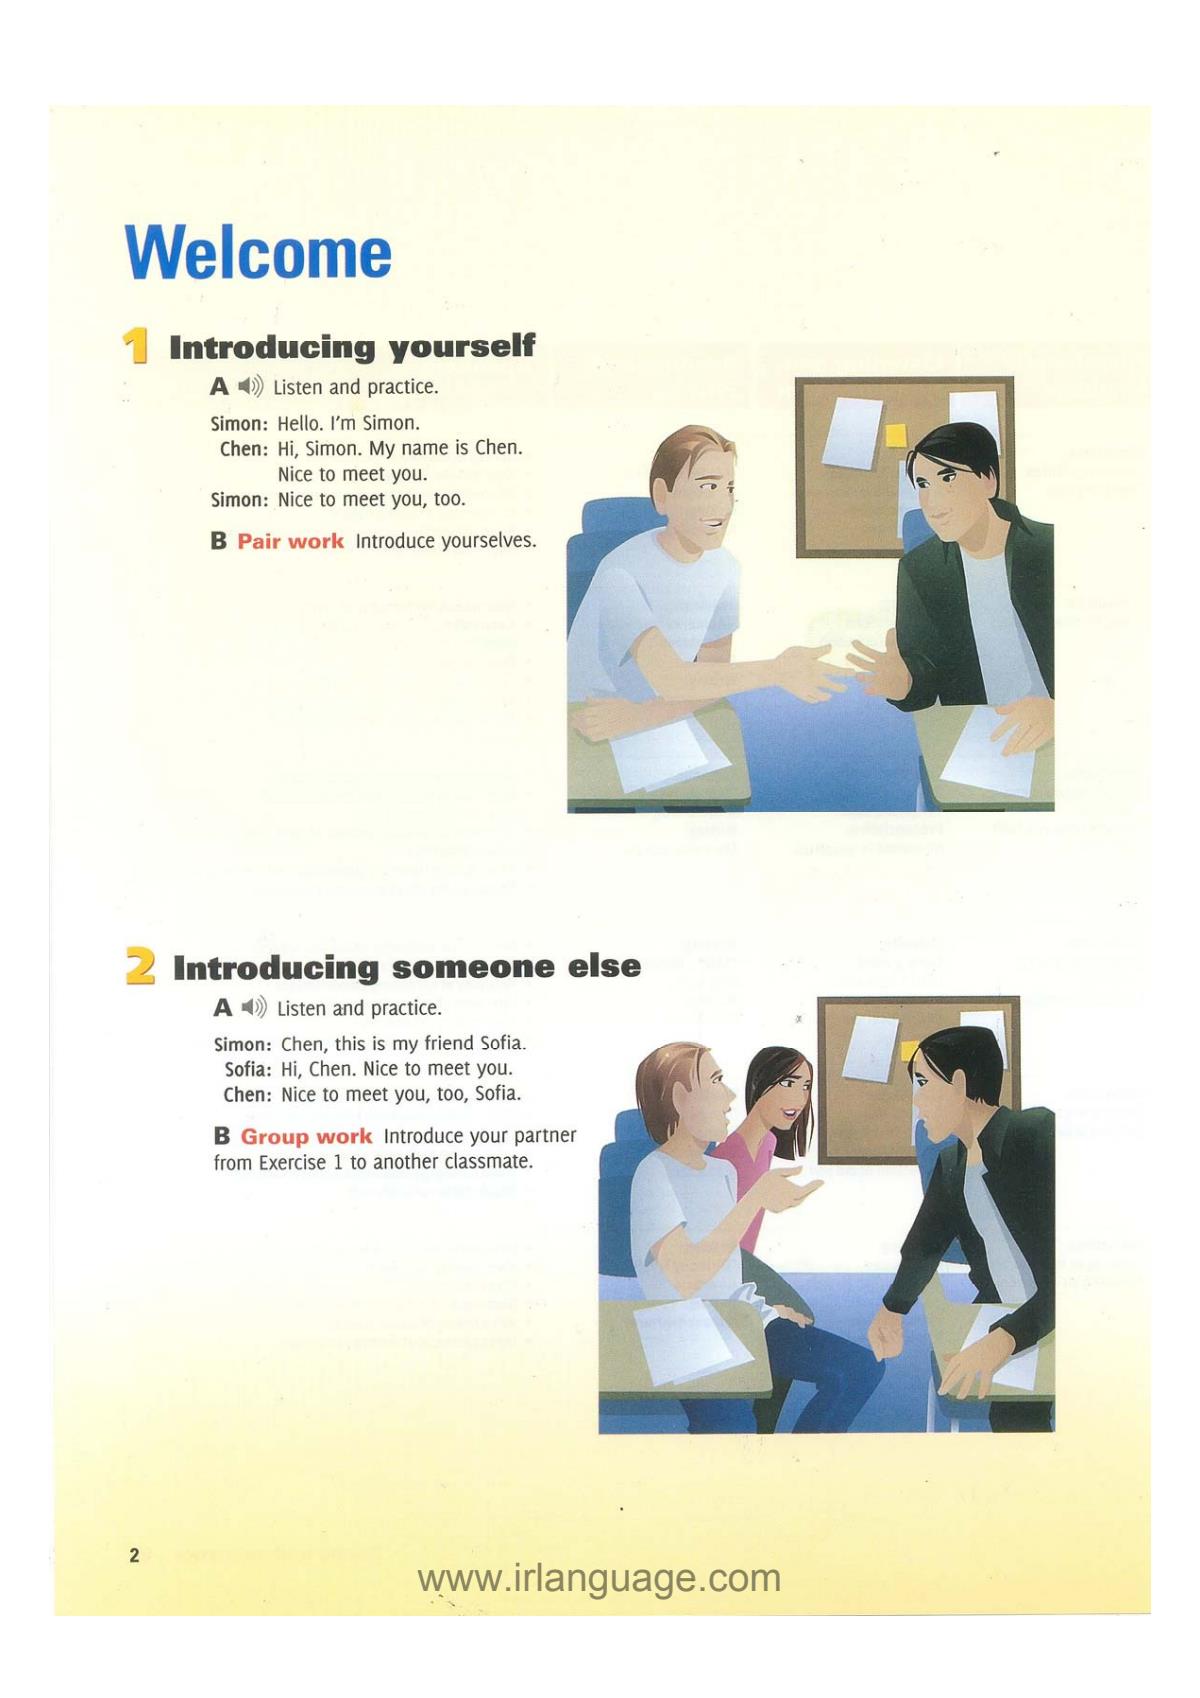 Welcome
1 Introducing yourself
A Listen and practice.
Simon: Hello. I'm Simon.
Chen: Hi, Simon. My name is Chen.
Nice to meet you.
Simon: Nice to meet you, too.
B Pair work Introduce yourselves.
2 Introducing someone else
A Listen and practice.
Simon: Chen, this is my friend Sofia.
Sofia: Hi, Chen. Nice to meet you.
Chen: Nice to meet you, too, Sofia.
B Group work Introduce your partner
from Exercise 1 to another classmate.
2
www.irlanguage.com